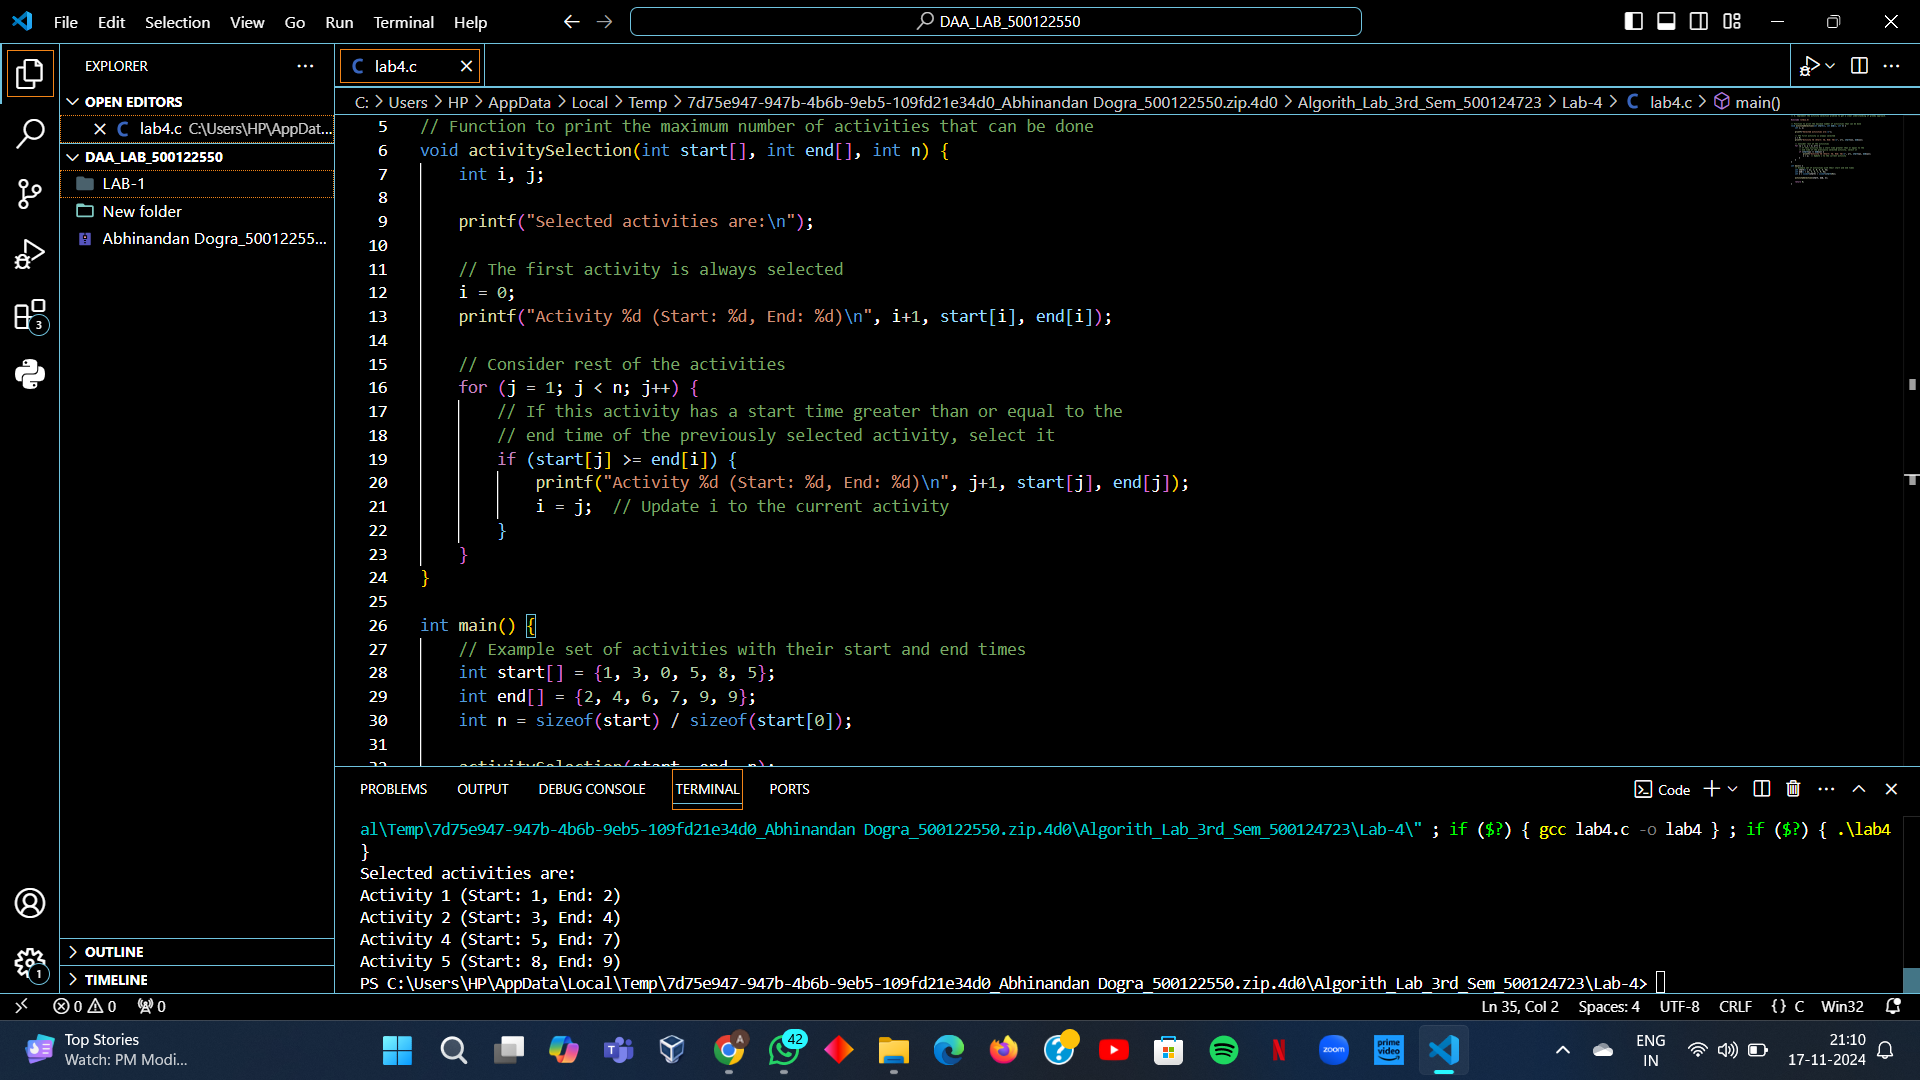 File Edit Selection View Go Run Terminal Help
DAA_LAB_500122550
EXPLORER
OPEN EDITORS
lab4.c C:\Users\HP\AppDat...
DAA_LAB_500122550
LAB-1
New folder
Abhinandan Dogra_50012255...
OUTLINE
TIMELINE
3
1
C lab4.c
C: > Users > HP > AppData > Local > Temp > 7d75e947-947b-4b6b-9eb5-109fd21e34d0_Abhinandan Dogra_500122550.zip.4d0 > Algorith_Lab_3rd_Sem_500124723 > Lab-4 > C lab4.c > main()
5 // Function to print the maximum number of activities that can be done
6 void activitySelection(int start[], int end[], int n) {
7 int i, j;
8
9 printf("Selected activities are:\n");
10
11 // The first activity is always selected
12 i = 0;
13 printf("Activity %d (Start: %d, End: %d)\n", i+1, start[i], end[i]);
14
15 // Consider rest of the activities
16 for (j = 1; j < n; j++) {
17 // If this activity has a start time greater than or equal to the
18 // end time of the previously selected activity, select it
19 if (start[j] >= end[i]) {
20 printf("Activity %d (Start: %d, End: %d)\n", j+1, start[j], end[j]);
21 i = j; // Update i to the current activity
22 }
23 }
24 }
25
26 int main() {
27 // Example set of activities with their start and end times
28 int start[] = {1, 3, 0, 5, 8, 5};
29 int end[] = {2, 4, 6, 7, 9, 9};
30 int n = sizeof(start) / sizeof(start[0]);
31
32 activitySelection(start, end, n);
PROBLEMS OUTPUT DEBUG CONSOLE TERMINAL PORTS
Code
al\Temp\7d75e947-947b-4b6b-9eb5-109fd21e34d0_Abhinandan Dogra_500122550.zip.4d0\Algorith_Lab_3rd_Sem_500124723\Lab-4\" ; if ($?) { gcc lab4.c -o lab4 } ; if ($?) { .\lab4
}
Selected activities are:
Activity 1 (Start: 1, End: 2)
Activity 2 (Start: 3, End: 4)
Activity 4 (Start: 5, End: 7)
Activity 5 (Start: 8, End: 9)
PS C:\Users\HP\AppData\Local\Temp\7d75e947-947b-4b6b-9eb5-109fd21e34d0_Abhinandan Dogra_500122550.zip.4d0\Algorith_Lab_3rd_Sem_500124723\Lab-4>
0 0 0
Ln 35, Col 2 Spaces: 4 UTF-8 CRLF {} C Win32
Top Stories
Watch: PM Modi...
A
42
zoom
prime video
ENG
IN
21:10
17-11-2024